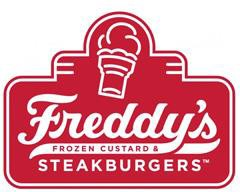 Freddy's
FROZEN CUSTARD &
STEAKBURGERS™